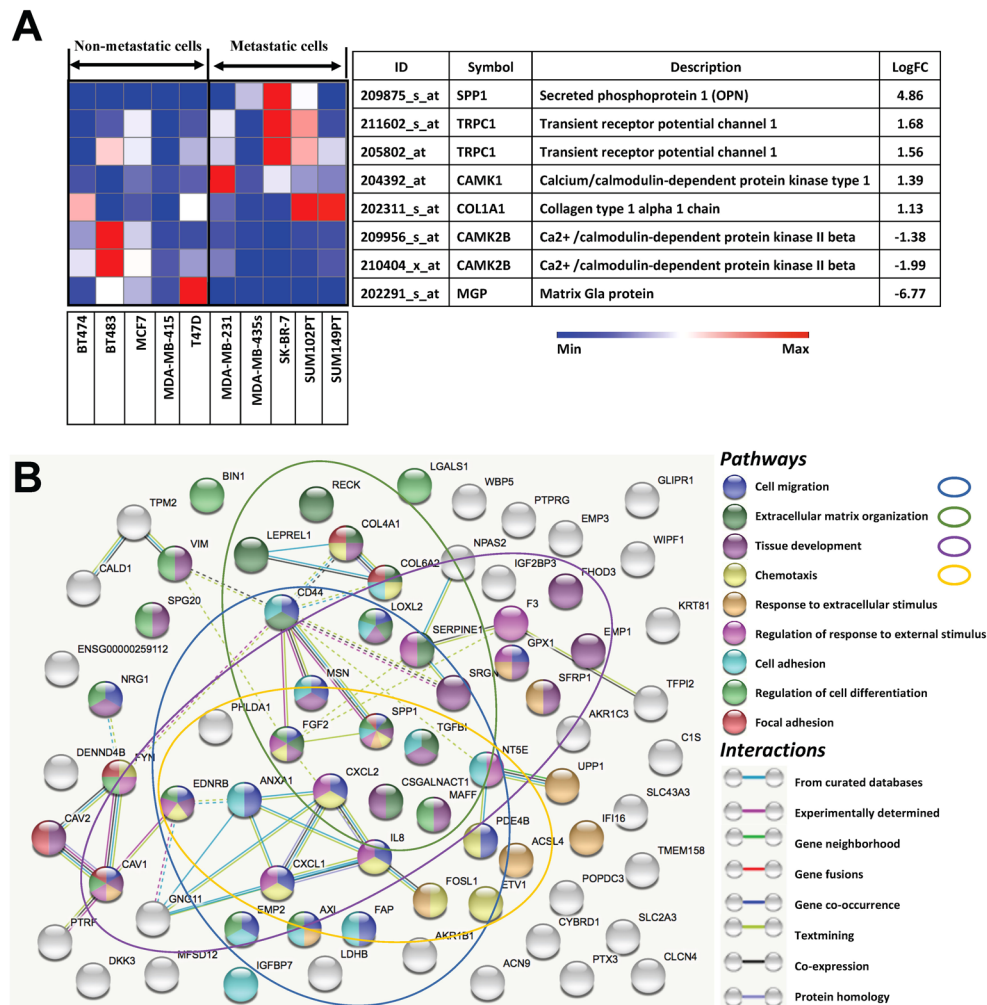 A
Non-metastatic cells Metastatic cells
ID Symbol Description LogFC
209875_s_at SPP1 Secreted phosphoprotein 1 (OPN) 4.86
211602_s_at TRPC1 Transient receptor potential channel 1 1.68
205802_at TRPC1 Transient receptor potential channel 1 1.56
204392_at CAMK1 Calcium/calmodulin-dependent protein kinase type 1 1.39
202311_s_at COL1A1 Collagen type 1 alpha 1 chain 1.13
209956_s_at CAMK2B Ca2+ /calmodulin-dependent protein kinase II beta -1.38
210404_x_at CAMK2B Ca2+ /calmodulin-dependent protein kinase II beta -1.99
202291_s_at MGP Matrix Gla protein -6.77
BT474
BT483
MCF7
MDA-MB-415
T47D
MDA-MB-231
MDA-MB-435s
SK-BR-7
SUM102PT
SUM149PT
Min Max
B
BIN1
RECK
LGALS1
WBP5
PTPRG
GLIPR1
TPM2
EMP3
VIM
LEPREL1
COL4A1
NPAS2
WIPF1
CALD1
COL6A2
IGF2BP3
FHOD3
CD44
LOXL2
F3
KRT81
SPG20
SERPINE1
EMP1
GPX1
ENSG00000259112
MSN
SRGN
SFRP1
TFPI2
NRG1
PHLDA1
SPP1
AKR1C3
FGF2
TGFBI
C1S
DENND4B
FYN
NT5E
UPP1
EDNRB
ANXA1
CXCL2
CSGALNACT1
MAFF
SLC43A3
CAV2
PDE4B
IFI16
IL8
ACSL4
TMEM158
CAV1
CXCL1
FOSL1
ETV1
POPDC3
GNG11
PTRF
EMP2
AXI
FAP
CYBRD1
SLC2A3
AKR1B1
DKK3
MFSD12
IGFBP7
LDHB
ACN9
PTX3
CLCN4
Pathways
Cell migration
Extracellular matrix organization
Tissue development
Chemotaxis
Response to extracellular stimulus
Regulation of response to external stimulus
Cell adhesion
Regulation of cell differentiation
Focal adhesion
Interactions
From curated databases
Experimentally determined
Gene neighborhood
Gene fusions
Gene co-occurrence
Textmining
Co-expression
Protein homology